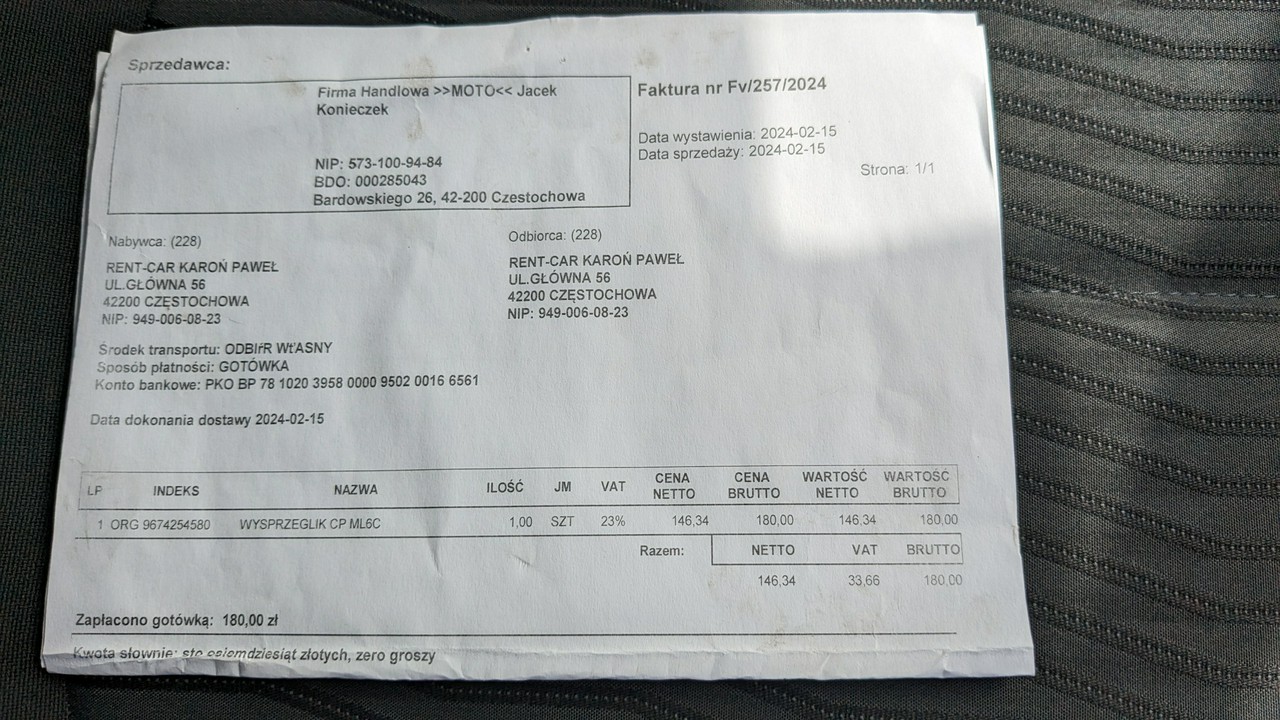 Sprzedawca:
Firma Handlowa >>MOTO<< Jacek
Konieczek
NIP: 573-100-94-84
BDO: 000285043
Bardowskiego 26, 42-200 Czestochowa
Faktura nr Fv/257/2024
Data wystawienia: 2024-02-15
Data sprzedaży: 2024-02-15
Strona: 1/1
Nabywca: (228)
RENT-CAR KAROŃ PAWEŁ
UL.GŁÓWNA 56
42200 CZĘSTOCHOWA
NIP: 949-006-08-23
Odbiorca: (228)
RENT-CAR KAROŃ PAWEŁ
UL.GŁÓWNA 56
42200 CZĘSTOCHOWA
NIP: 949-006-08-23
Środek transportu: ODBIŕR WŁASNY
Sposób płatności: GOTÓWKA
Konto bankowe: PKO BP 78 1020 3958 0000 9502 0016 6561
Data dokonania dostawy 2024-02-15
LP INDEKS NAZWA ILOŚĆ JM VAT CENA NETTO CENA BRUTTO WARTOŚĆ NETTO WARTOŚĆ BRUTTO
1 ORG 9674254580 WYSPRZEGLIK CP ML6C 1,00 SZT 23% 146,34 180,00 146,34 180,00
Razem: NETTO VAT BRUTTO
146,34 33,66 180,00
Zapłacono gotówką: 180,00 zł
Kwota słownie: sto osiemdziesiąt złotych, zero groszy